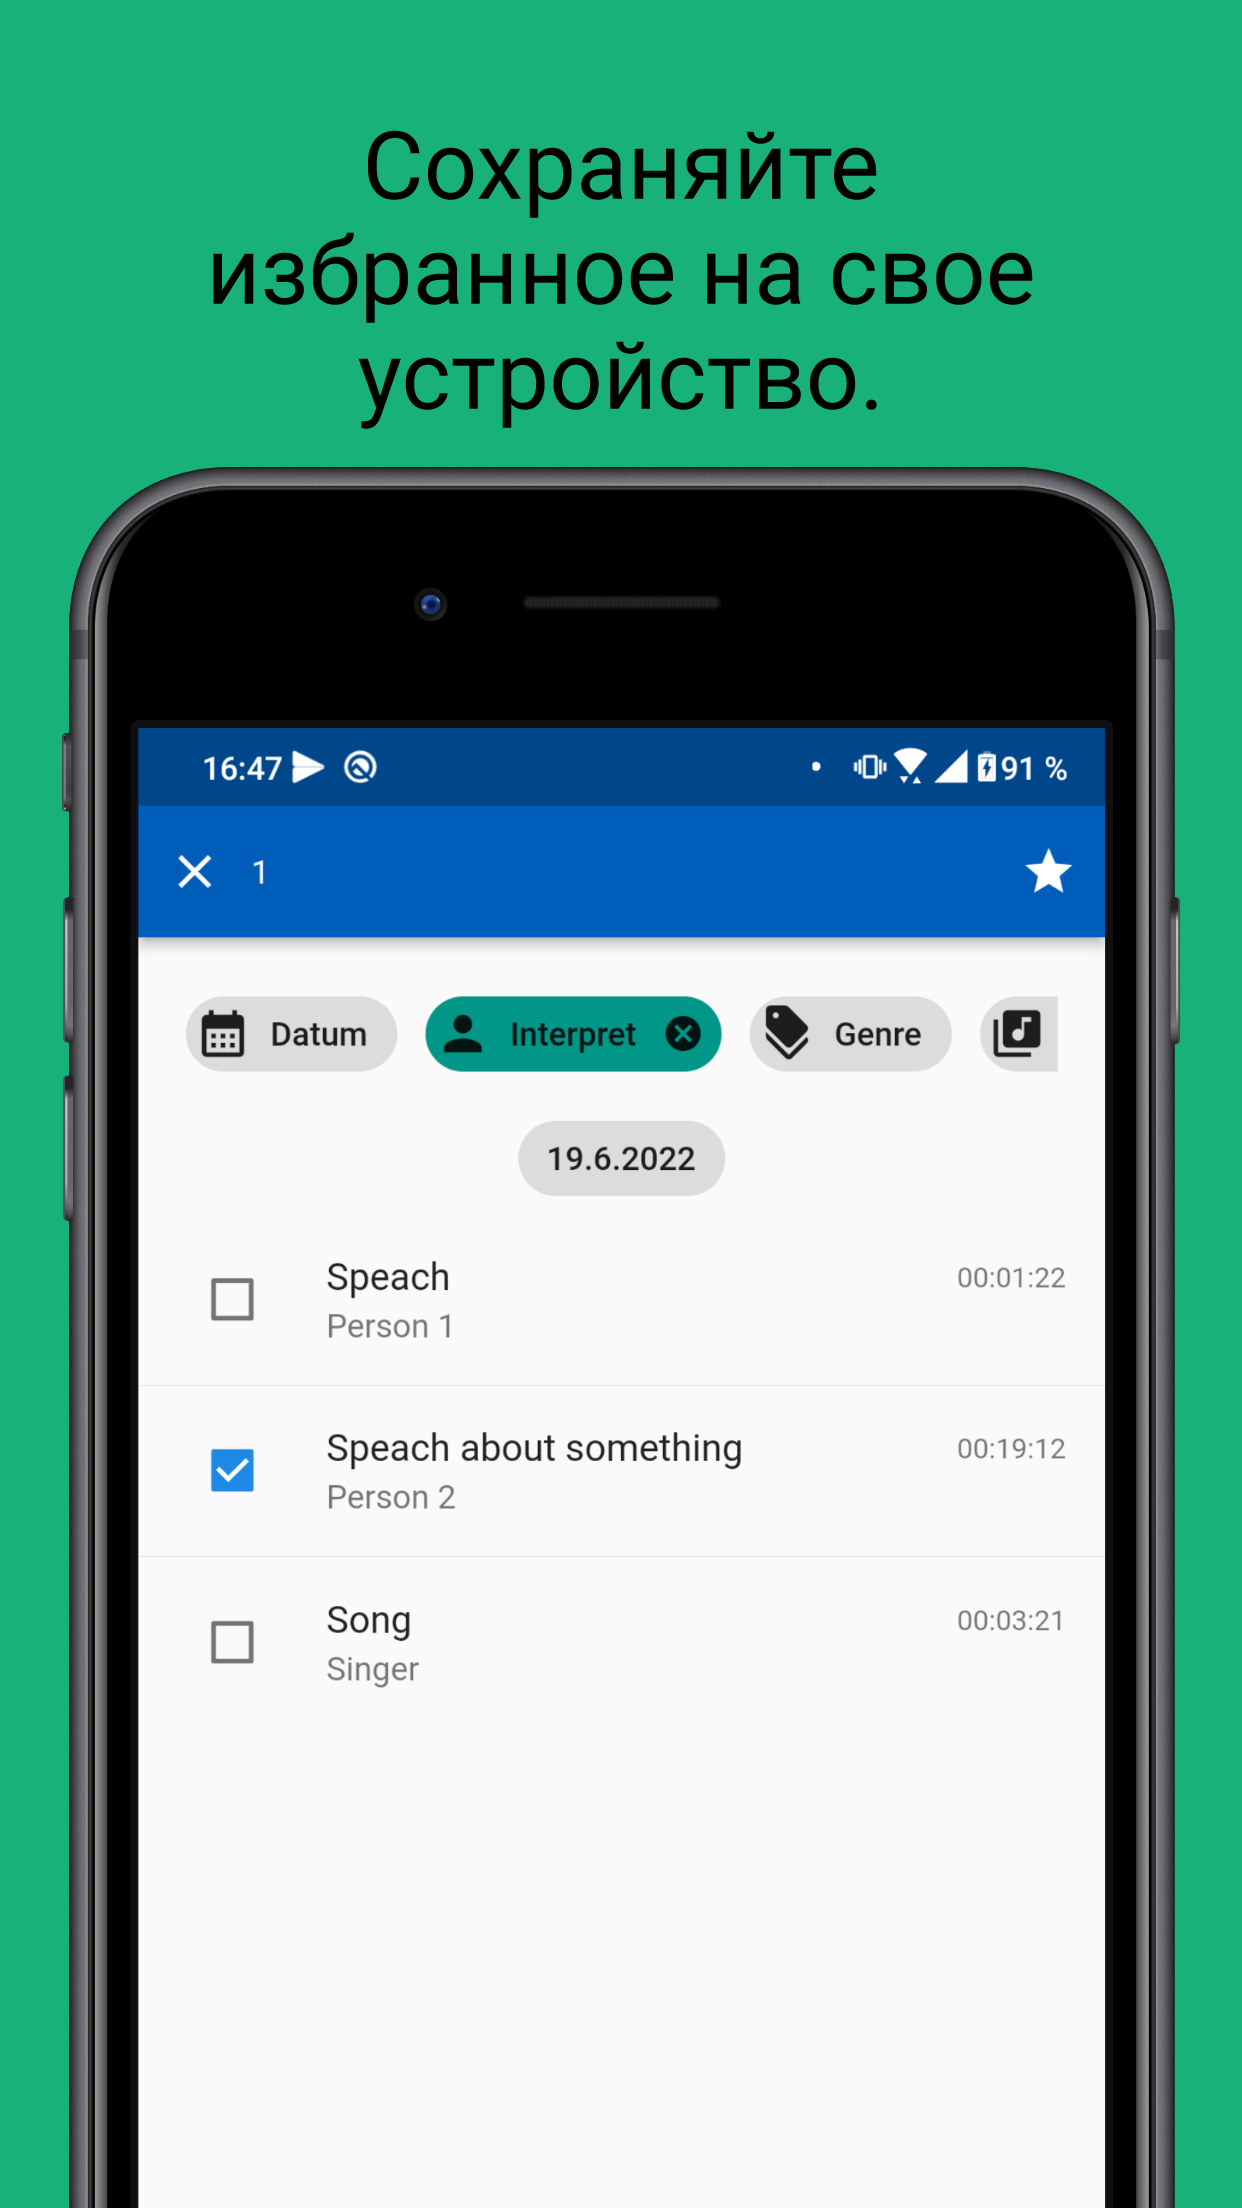 Сохраняйте
избранное на свое
устройство.
16:47 91 %
1
Datum Interpret Genre
19.6.2022
Speach 00:01:22
Person 1
Speach about something 00:19:12
Person 2
Song 00:03:21
Singer